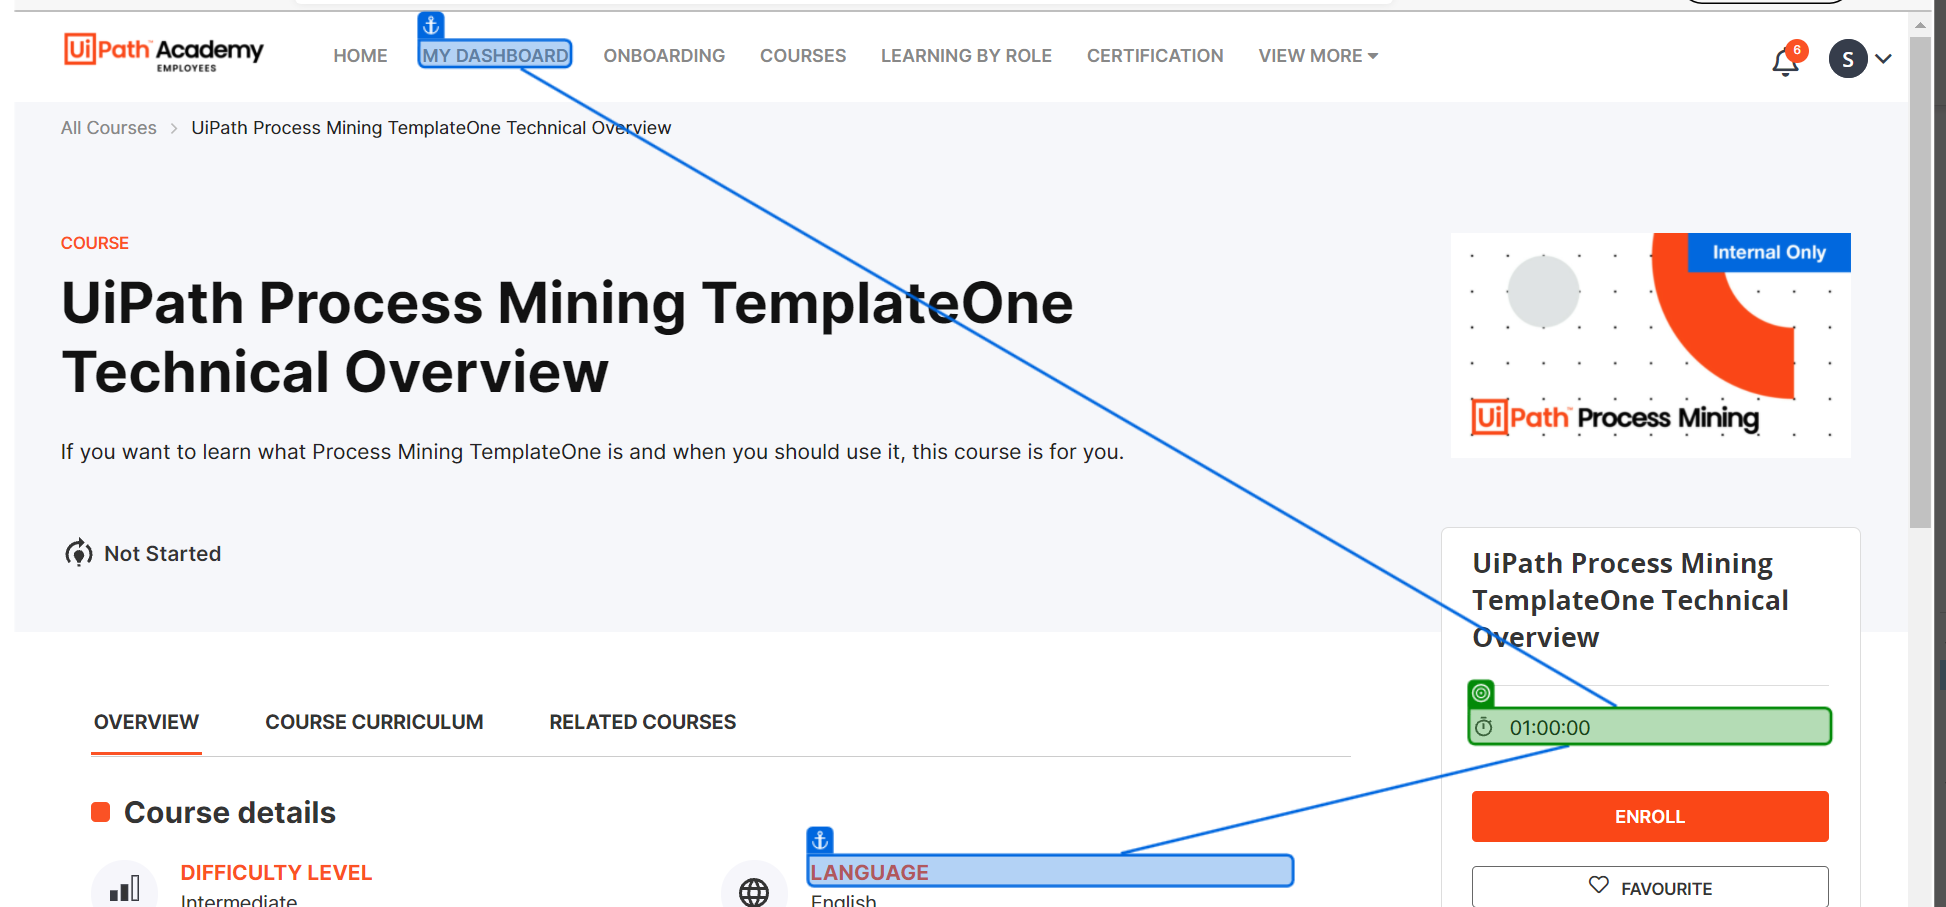 UiPath™ Academy
EMPLOYEES
HOME
MY DASHBOARD
ONBOARDING
COURSES
LEARNING BY ROLE
CERTIFICATION
VIEW MORE
6
S
All Courses > UiPath Process Mining TemplateOne Technical Overview
COURSE
UiPath Process Mining TemplateOne
Technical Overview
If you want to learn what Process Mining TemplateOne is and when you should use it, this course is for you.
Not Started
Internal Only
UiPath™ Process Mining
UiPath Process Mining
TemplateOne Technical
Overview
01:00:00
ENROLL
FAVOURITE
OVERVIEW
COURSE CURRICULUM
RELATED COURSES
Course details
DIFFICULTY LEVEL
Intermediate
LANGUAGE
English